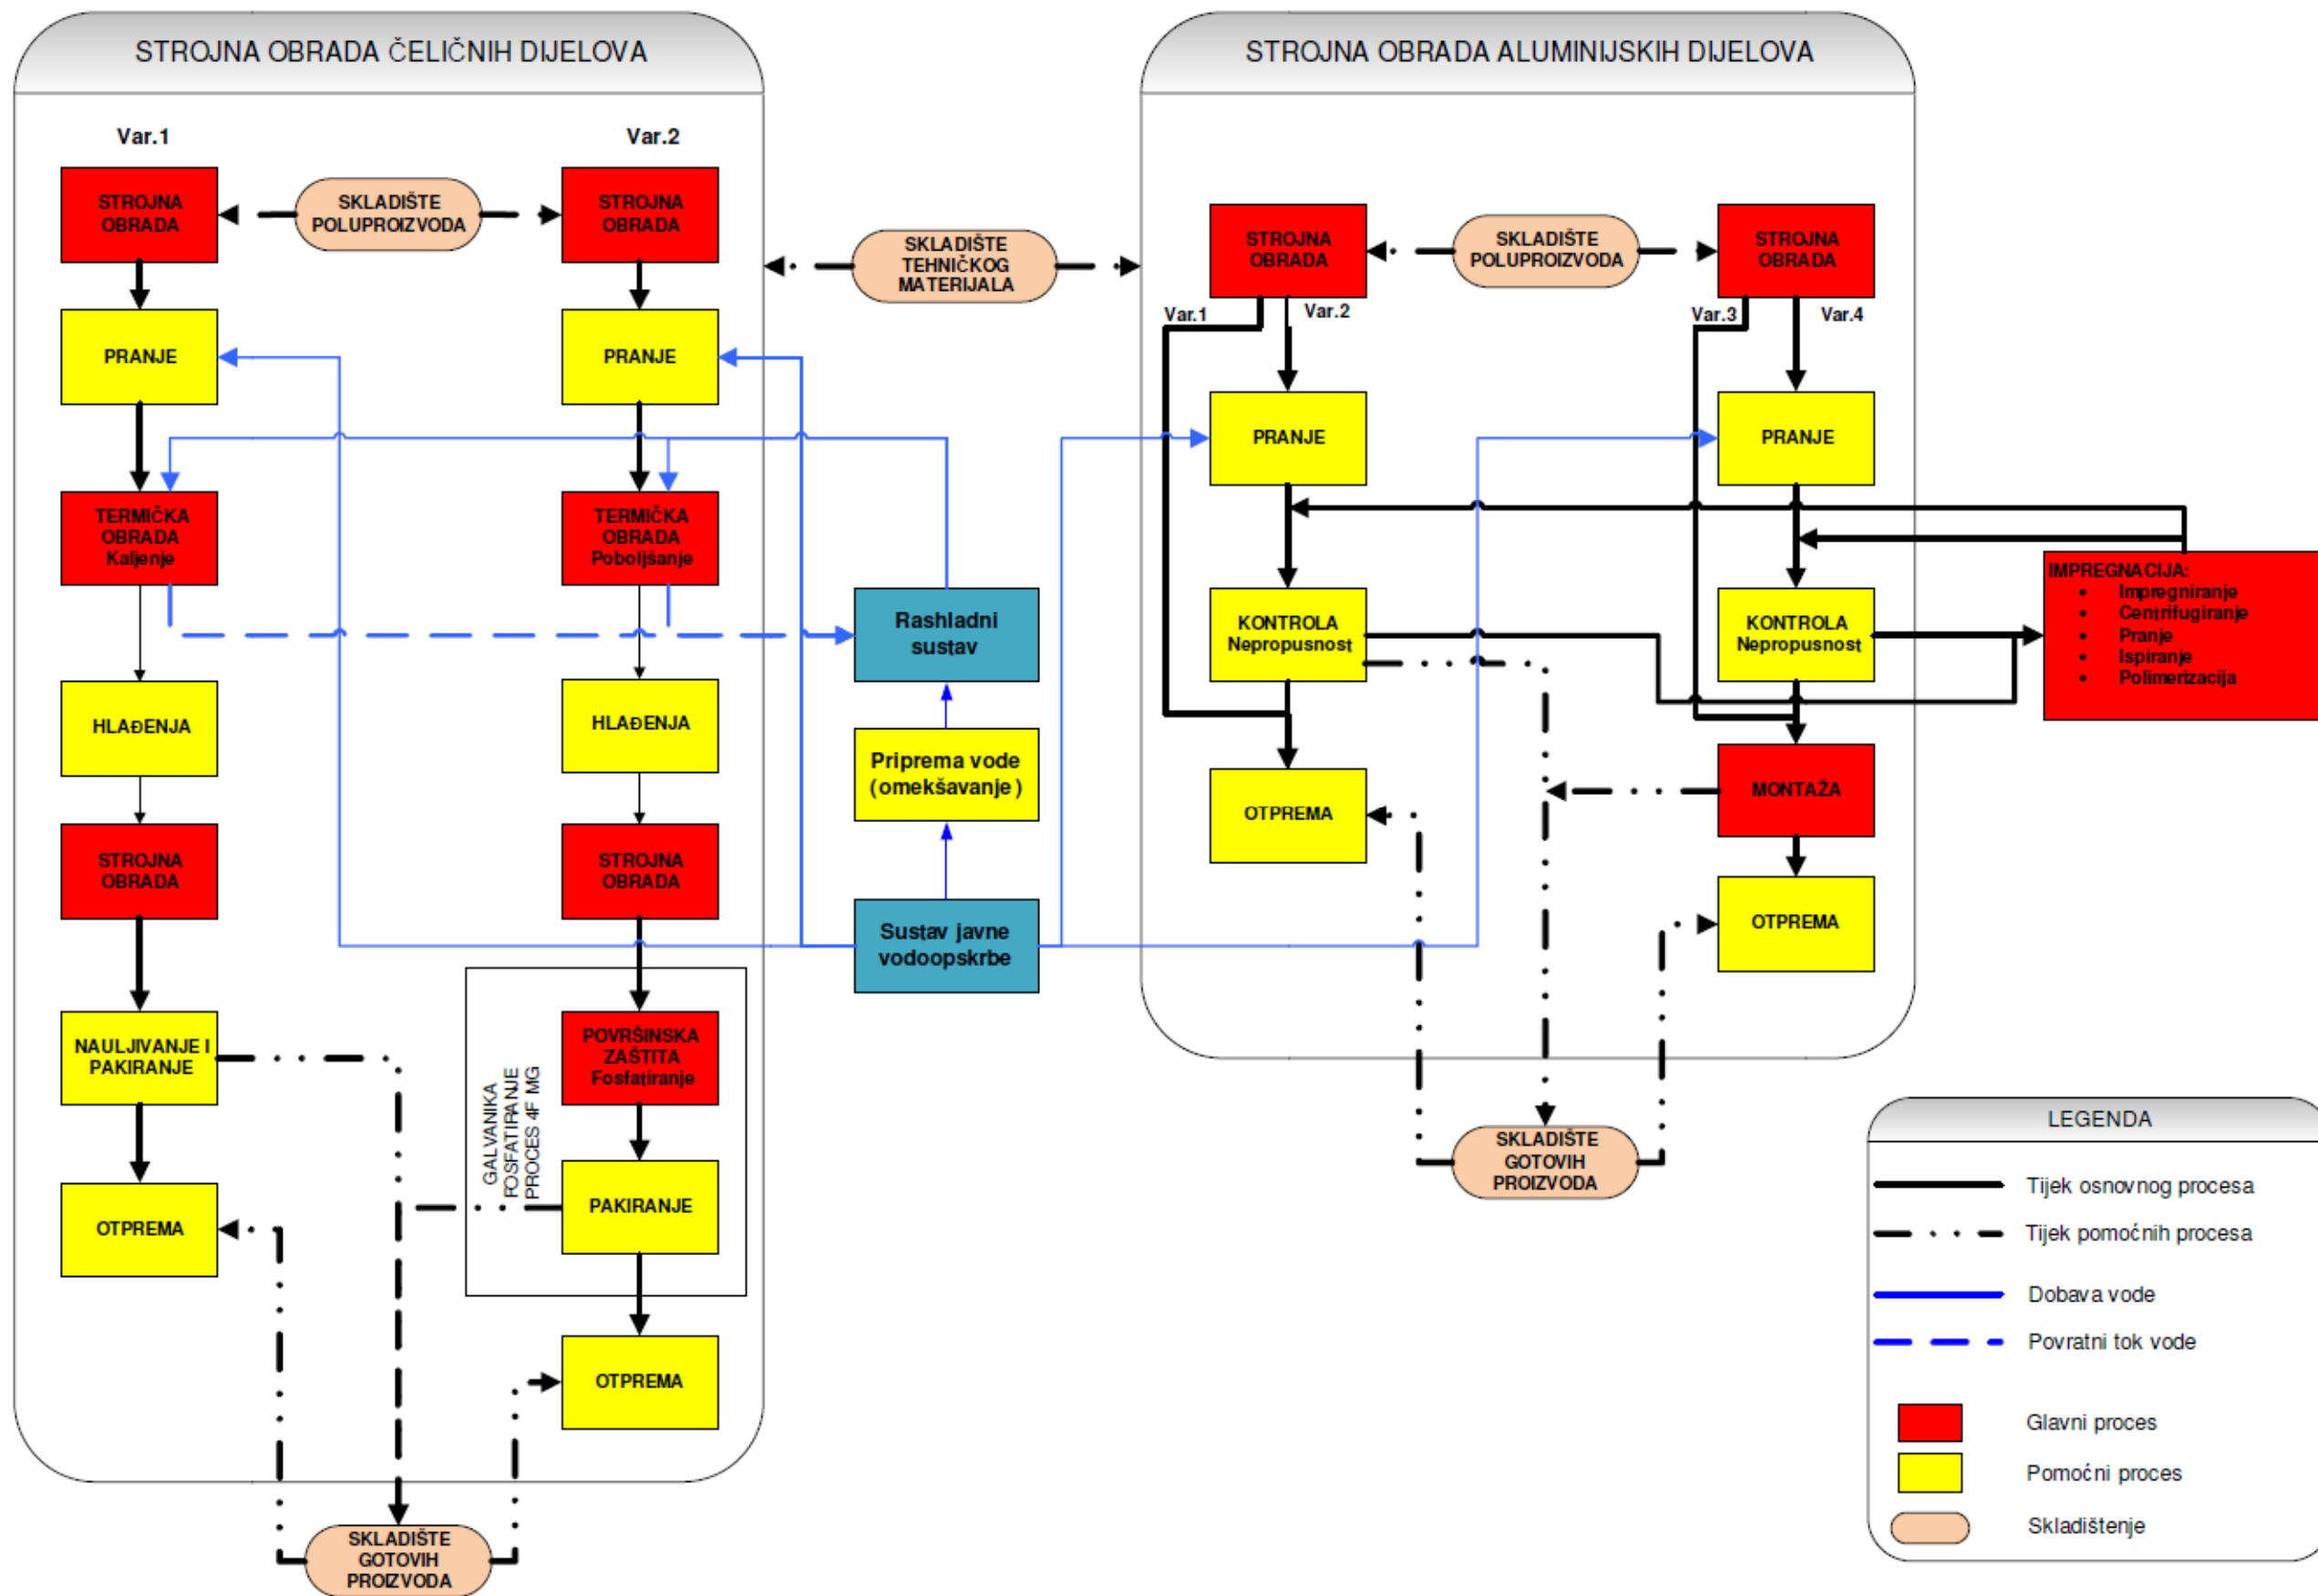 STROJNA OBRADA ČELIČNIH DIJELOVA
Var.1
Var.2
STROJNA
OBRADA
SKLADIŠTE
POLUPROIZVODA
STROJNA
OBRADA
PRANJE
PRANJE
TERMIČKA
OBRADA
Kaljenje
TERMIČKA
OBRADA
Poboljšanje
HLAĐENJA
HLAĐENJA
STROJNA
OBRADA
STROJNA
OBRADA
NAULJIVANJE I
PAKIRANJE
GALVANIKA
FOSFATIRANJE
PROCES 4F MG
POVRŠINSKA
ZAŠTITA
Fosfatiranje
PAKIRANJE
OTPREMA
OTPREMA
SKLADIŠTE
GOTOVIH
PROIZVODA
SKLADIŠTE
TEHNIČKOG
MATERIJALA
Rashladni
sustav
Priprema vode
(omekšavanje)
Sustav javne
vodoopskrbe
STROJNA OBRADA ALUMINIJSKIH DIJELOVA
STROJNA
OBRADA
SKLADIŠTE
POLUPROIZVODA
STROJNA
OBRADA
Var.1
Var.2
Var.3
Var.4
PRANJE
PRANJE
KONTROLA
Nepropusnost
KONTROLA
Nepropusnost
IMPREGNACIJA:
• Impregniranje
• Centrifugiranje
• Pranje
• Ispiranje
• Polimerizacija
OTPREMA
MONTAŽA
OTPREMA
SKLADIŠTE
GOTOVIH
PROIZVODA
LEGENDA
Tijek osnovnog procesa
Tijek pomoćnih procesa
Dobava vode
Povratni tok vode
Glavni proces
Pomoćni proces
Skladištenje